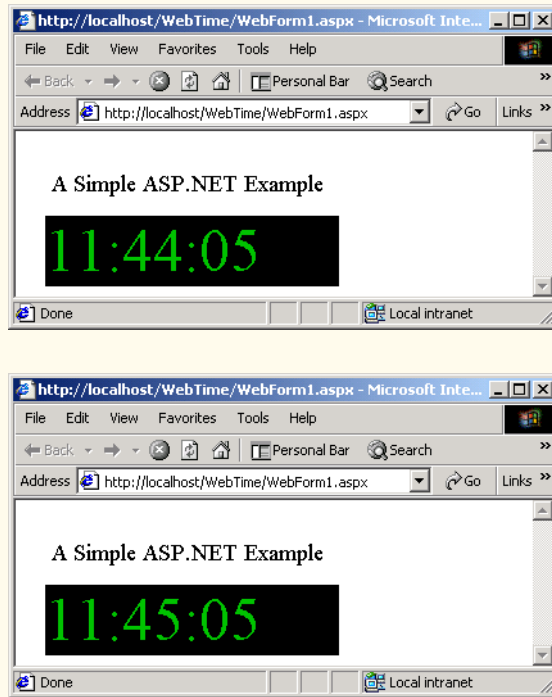 http://localhost/WebTime/WebForm1.aspx - Microsoft Inte...
File Edit View Favorites Tools Help
Back Personal Bar Search »
Address http://localhost/WebTime/WebForm1.aspx Go Links »
A Simple ASP.NET Example
11:44:05
Done Local intranet
http://localhost/WebTime/WebForm1.aspx - Microsoft Inte...
File Edit View Favorites Tools Help
Back Personal Bar Search »
Address http://localhost/WebTime/WebForm1.aspx Go Links »
A Simple ASP.NET Example
11:45:05
Done Local intranet